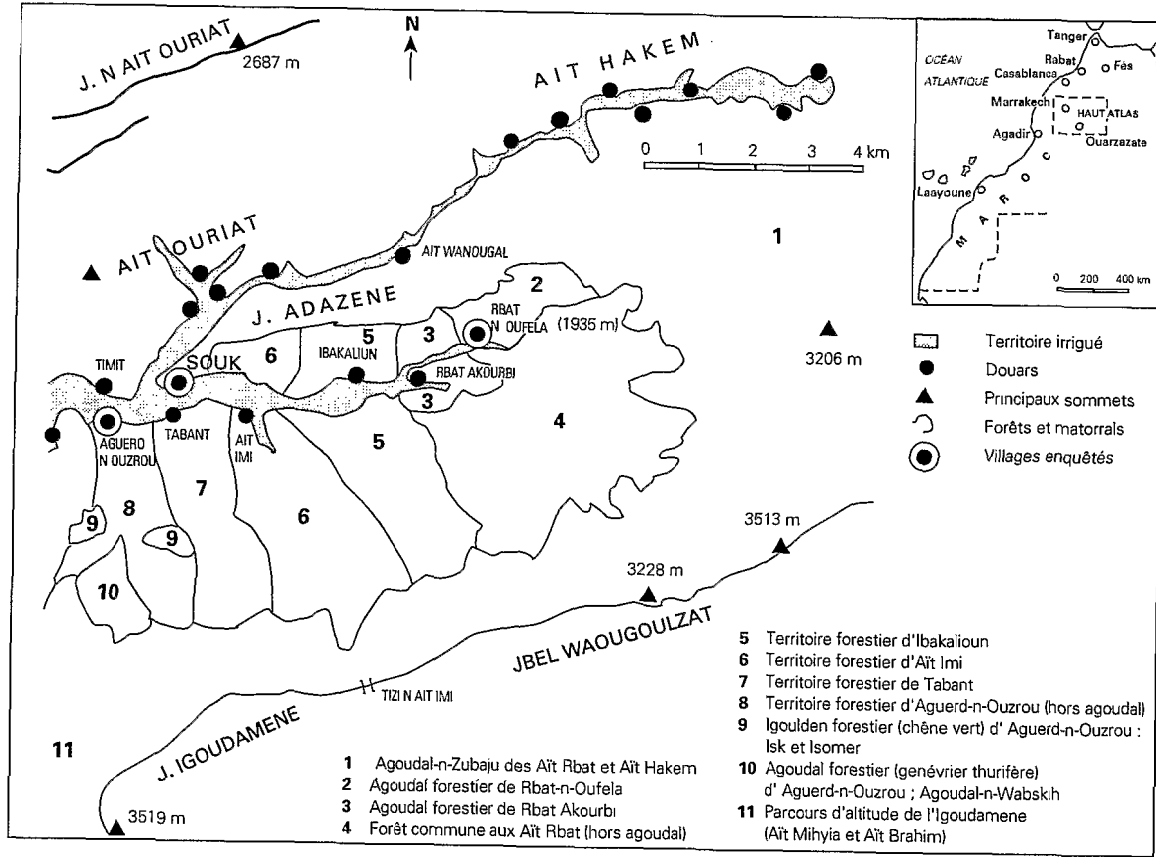 J. N AIT OURIAT
2687 m
N
AIT HAKEM
0 1 2 3 4 km
AIT OURIAT
AIT WANOUGAL
1
J. ADAZENE
2
RBAT
N OUFELA
(1935 m)
3
5
6
IBAKALIUN
SOUK
TIMIT
RBAT AKOURBI
3
3206 m
AGUERD
N OUZROU
TABANT
AIT
IMI
5
4
7
8
6
9
9
10
3513 m
3228 m
JBEL WAOUGOULZAT
TIZI N AIT IMI
J. IGOUDAMENE
11
3519 m
Tanger
OCÉAN
ATLANTIQUE
Rabat
Fès
Casablanca
Marrakech
HAUT ATLAS
Agadir
Ouarzazate
Laayoune
M A R O C
0 200 400 km
Territoire irrigué
Douars
Principaux sommets
Forêts et matorrals
Villages enquêtés
1 Agoudal-n-Zubaju des Aït Rbat et Aït Hakem
2 Agoudal forestier de Rbat-n-Oufela
3 Agoudal forestier de Rbat Akourbi
4 Forêt commune aux Aït Rbat (hors agoudal)
5 Territoire forestier d'Ibakaïoun
6 Territoire forestier d'Aït Imi
7 Territoire forestier de Tabant
8 Territoire forestier d'Aguerd-n-Ouzrou (hors agoudal)
9 Igoulden forestier (chêne vert) d' Aguerd-n-Ouzrou :
Isk et Isomer
10 Agoudal forestier (genévrier thurifère)
d' Aguerd-n-Ouzrou ; Agoudal-n-Wabskih
11 Parcours d'altitude de l'Igoudamene
(Aït Mihyia et Aït Brahim)